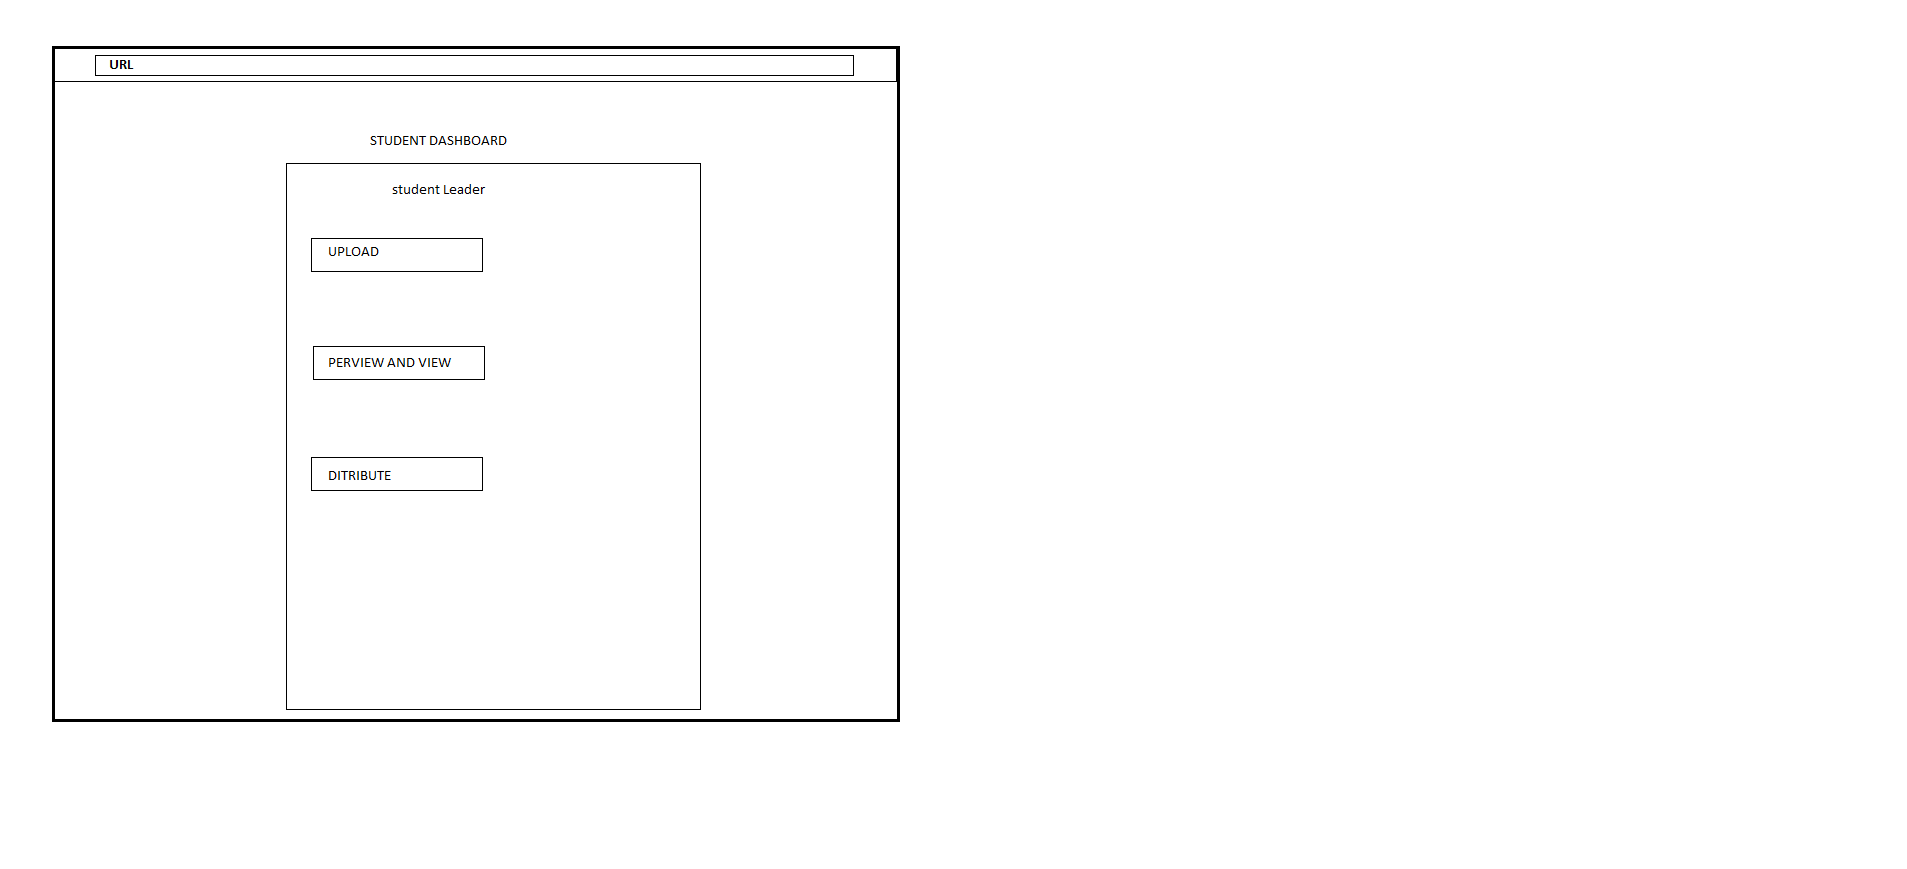 URL
STUDENT DASHBOARD
student Leader
UPLOAD
PERVIEW AND VIEW
DITRIBUTE